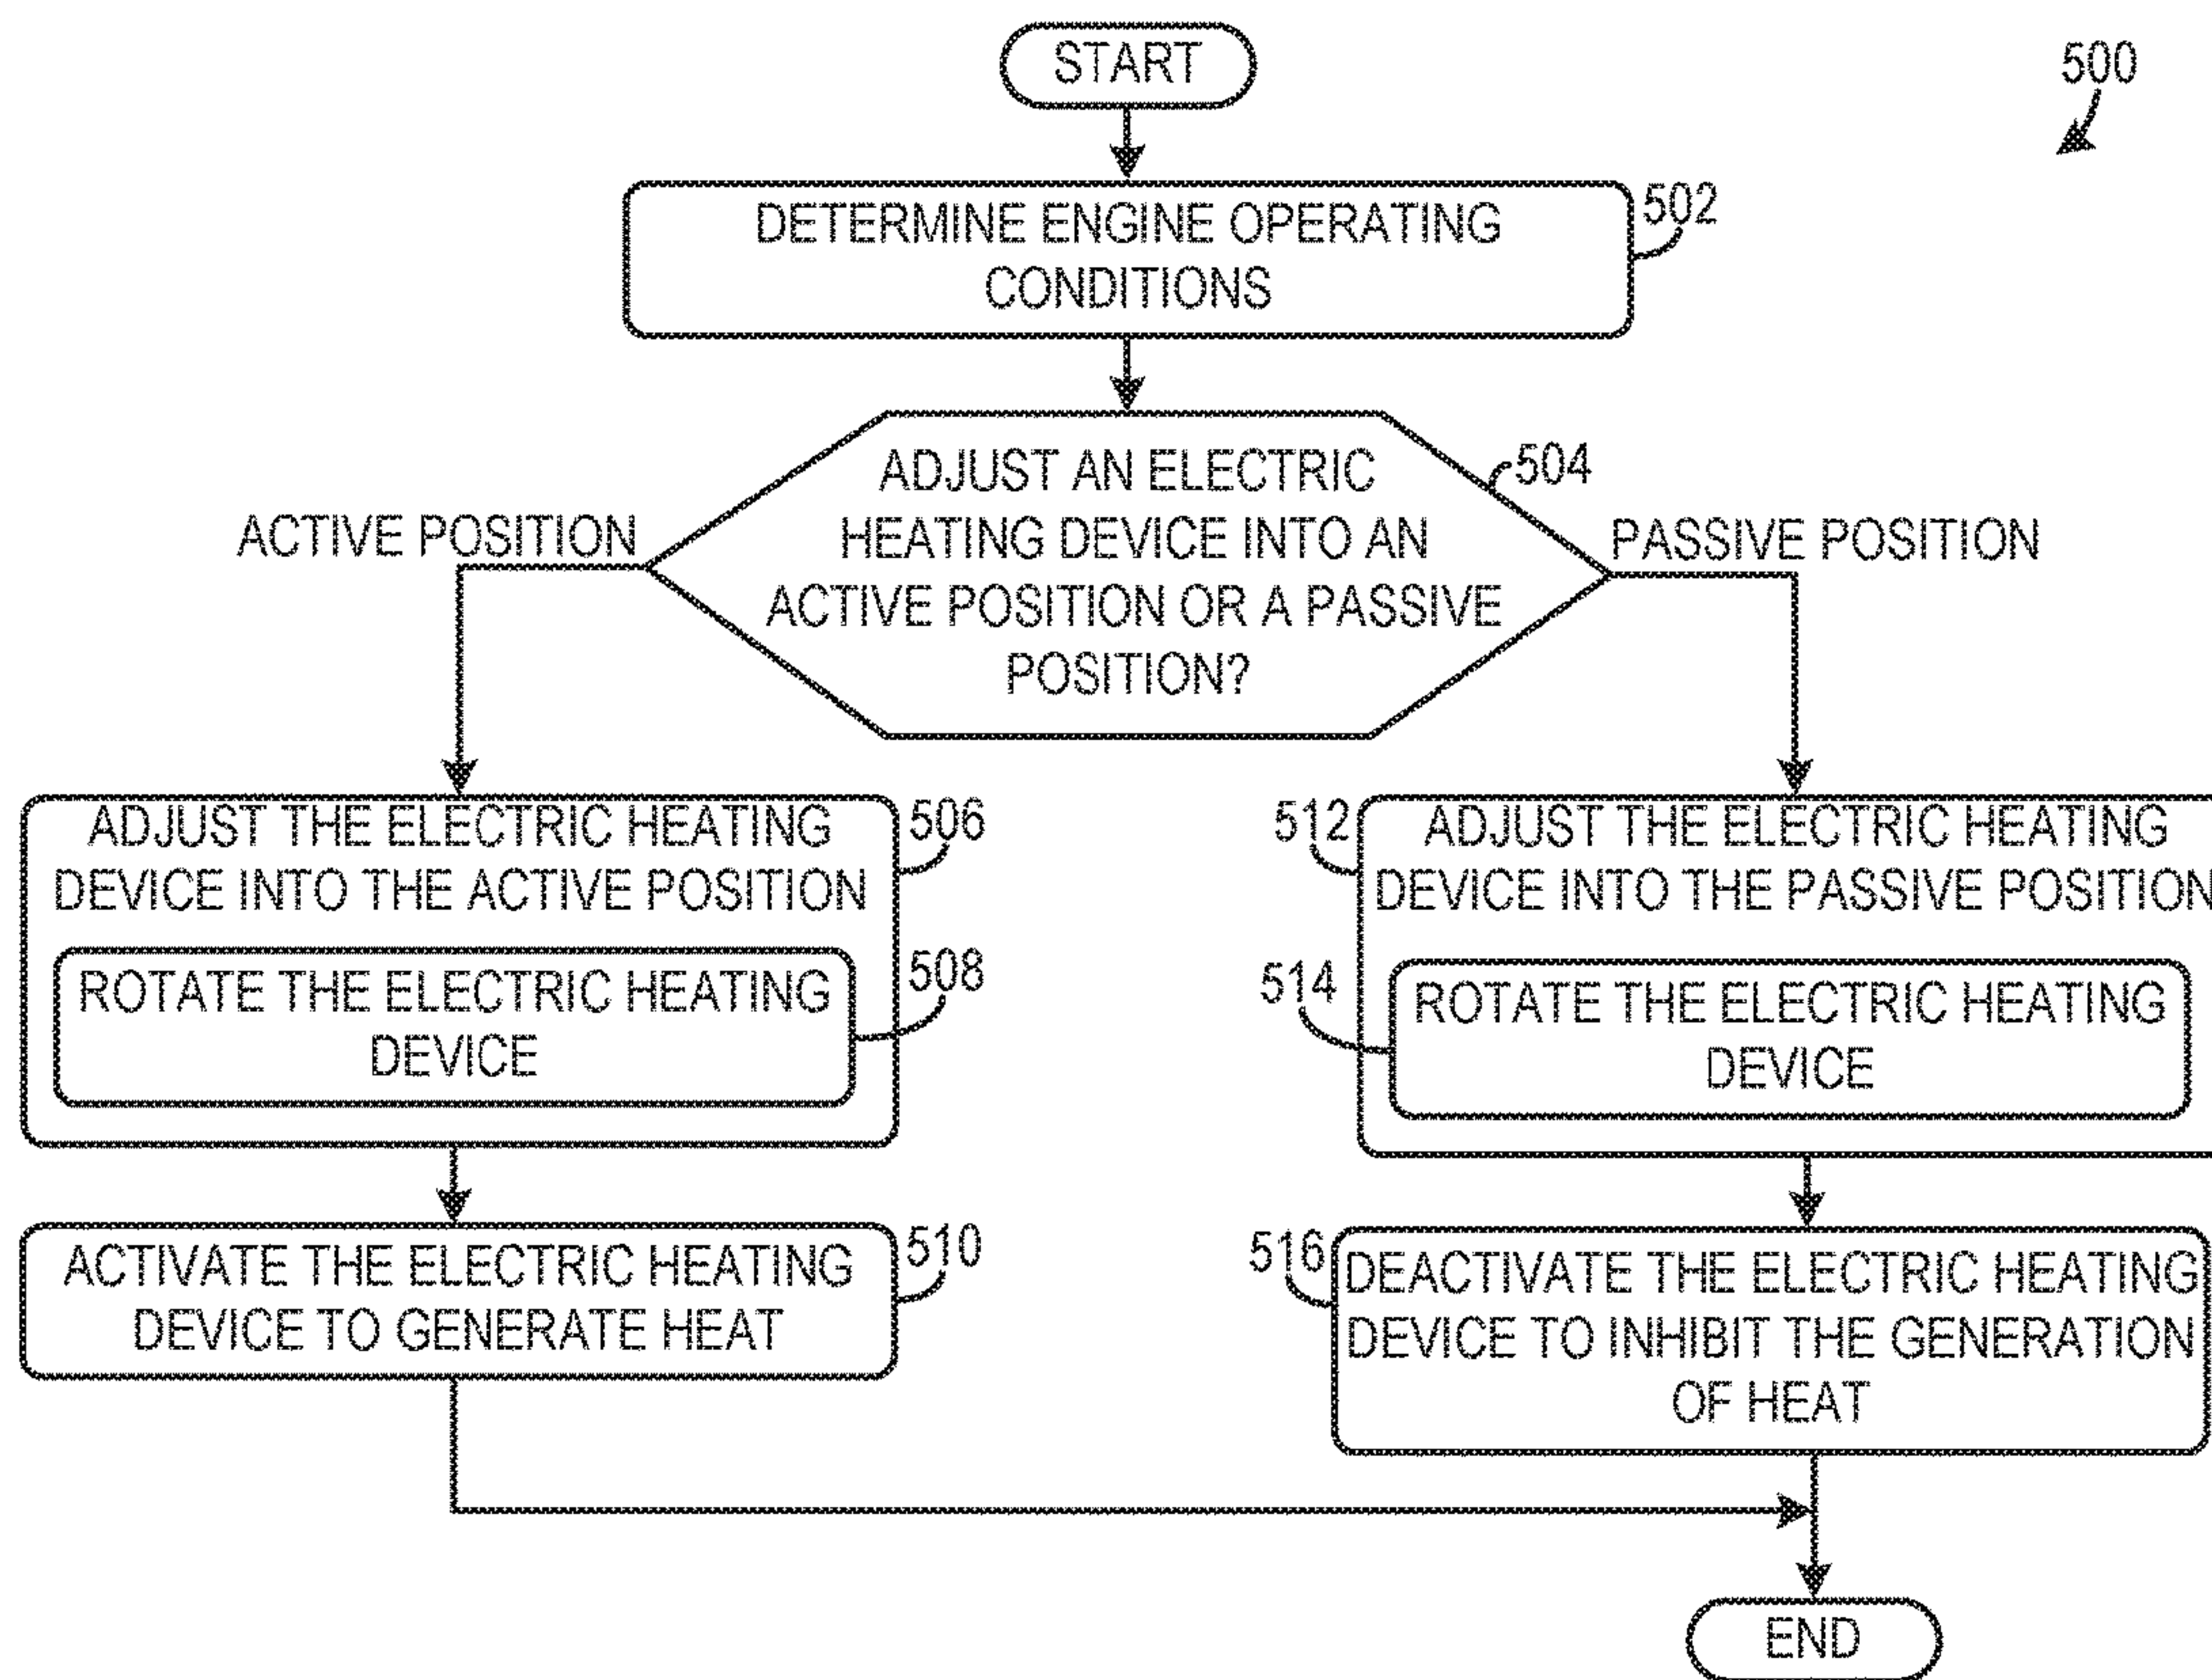 START
500
DETERMINE ENGINE OPERATING
CONDITIONS
502
ADJUST AN ELECTRIC
HEATING DEVICE INTO AN
ACTIVE POSITION OR A PASSIVE
POSITION?
504
ACTIVE POSITION
PASSIVE POSITION
ADJUST THE ELECTRIC HEATING
DEVICE INTO THE ACTIVE POSITION
506
ROTATE THE ELECTRIC HEATING
DEVICE
508
ACTIVATE THE ELECTRIC HEATING
DEVICE TO GENERATE HEAT
510
512
ADJUST THE ELECTRIC HEATING
DEVICE INTO THE PASSIVE POSITION
514
ROTATE THE ELECTRIC HEATING
DEVICE
516
DEACTIVATE THE ELECTRIC HEATING
DEVICE TO INHIBIT THE GENERATION
OF HEAT
END